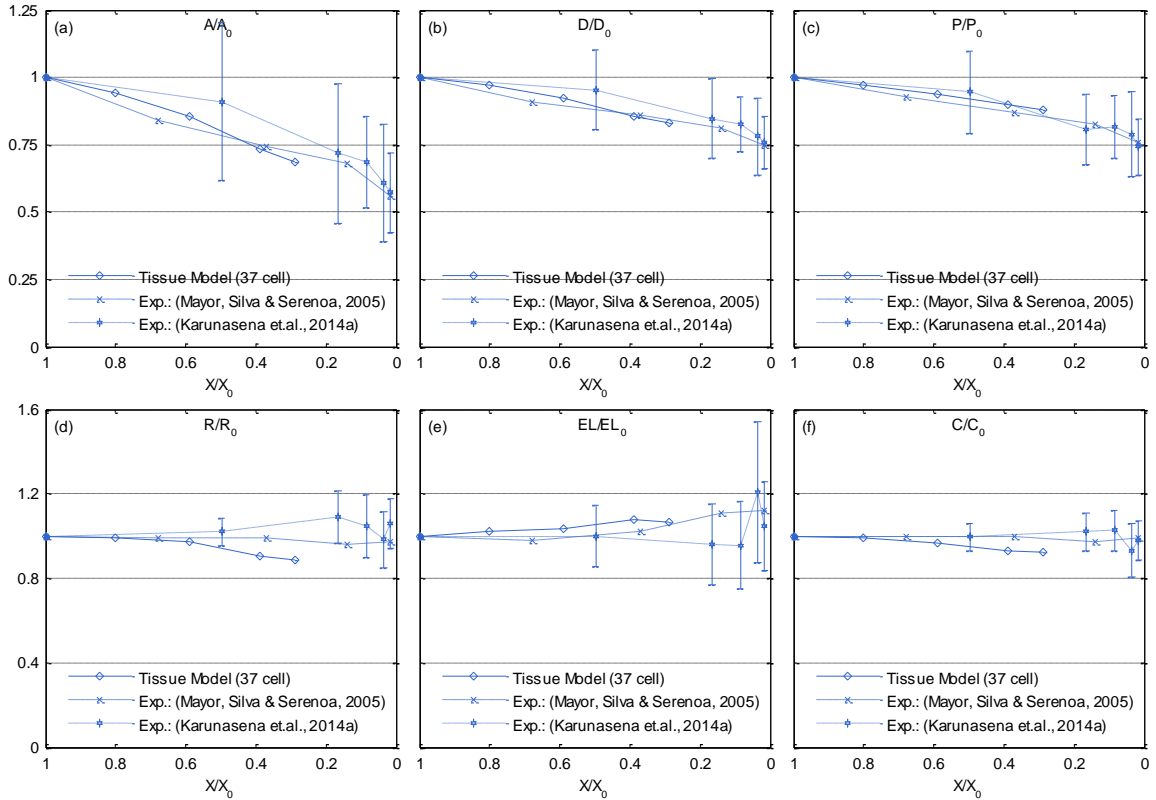 (a) A/A0
(b) D/D0
(c) P/P0
1.25
1
0.75
0.5
0.25
0
Tissue Model (37 cell)
Exp.: (Mayor, Silva & Serenoa, 2005)
Exp.: (Karunasena et.al., 2014a)
Tissue Model (37 cell)
Exp.: (Mayor, Silva & Serenoa, 2005)
Exp.: (Karunasena et.al., 2014a)
Tissue Model (37 cell)
Exp.: (Mayor, Silva & Serenoa, 2005)
Exp.: (Karunasena et.al., 2014a)
1 0.8 0.6 0.4 0.2 0
1 0.8 0.6 0.4 0.2 0
1 0.8 0.6 0.4 0.2 0
X/X0
X/X0
X/X0
(d) R/R0
(e) EL/EL0
(f) C/C0
1.6
1.2
0.8
0.4
0
Tissue Model (37 cell)
Exp.: (Mayor, Silva & Serenoa, 2005)
Exp.: (Karunasena et.al., 2014a)
Tissue Model (37 cell)
Exp.: (Mayor, Silva & Serenoa, 2005)
Exp.: (Karunasena et.al., 2014a)
Tissue Model (37 cell)
Exp.: (Mayor, Silva & Serenoa, 2005)
Exp.: (Karunasena et.al., 2014a)
1 0.8 0.6 0.4 0.2 0
1 0.8 0.6 0.4 0.2 0
1 0.8 0.6 0.4 0.2 0
X/X0
X/X0
X/X0